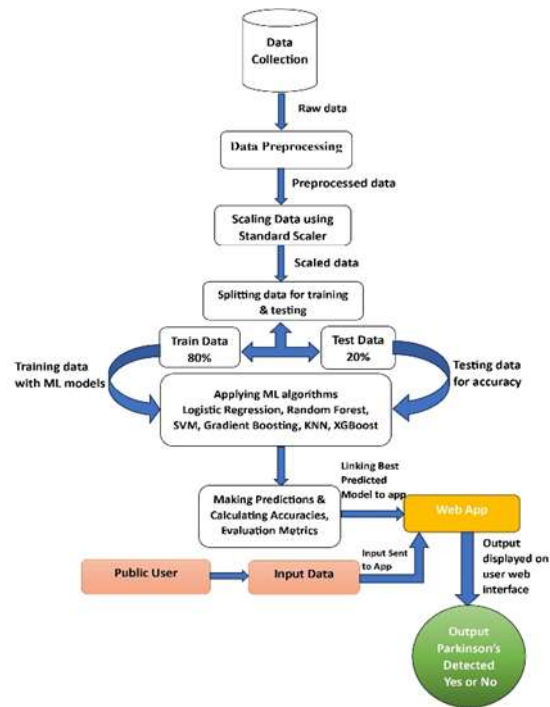 Data
Collection
Raw data
Data Preprocessing
Preprocessed data
Scaling Data using
Standard Scaler
Scaled data
Splitting data for training
& testing
Train Data
80%
Test Data
20%
Training data
with ML models
Testing data
for accuracy
Applying ML algorithms
Logistic Regression, Random Forest,
SVM, Gradient Boosting, KNN, XGBoost
Linking Best
Predicted
Model to app
Making Predictions &
Calculating Accuracies,
Evaluation Metrics
Web App
Public User
Input Data
Input Sent
to App
Output
displayed on
user web
interface
Output
Parkinson's
Detected
Yes or No